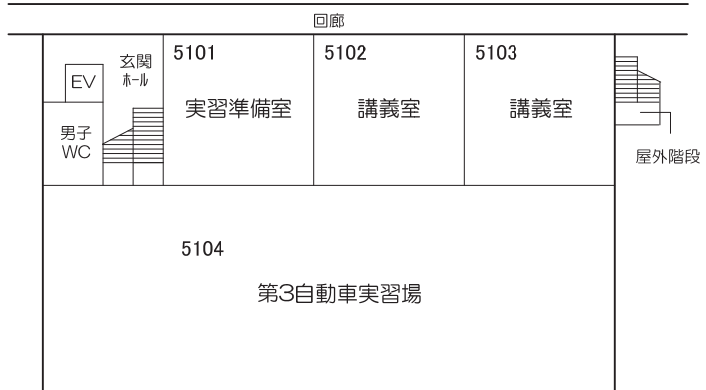 回廊
玄関
ホール
EV
男子
WC
5101
実習準備室
5102
講義室
5103
講義室
屋外階段
5104
第3自動車実習場